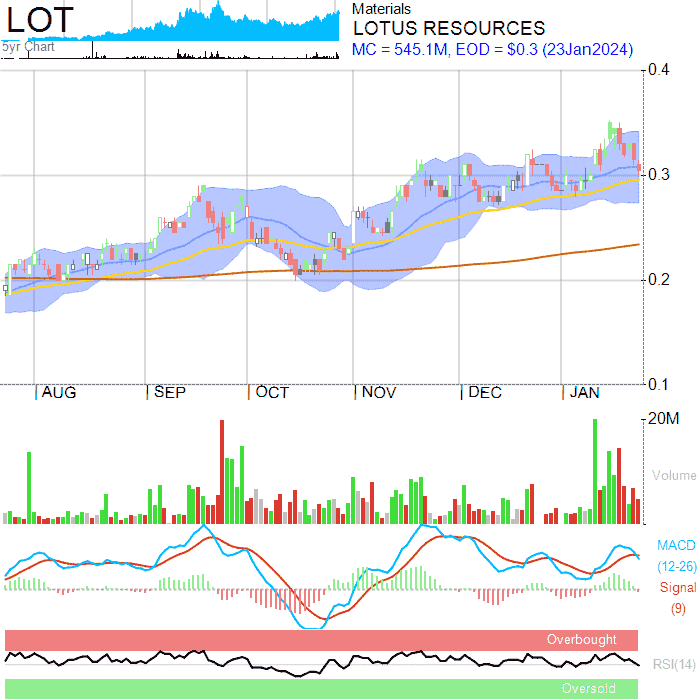 LOT
5yr Chart
Materials
LOTUS RESOURCES
MC = 545.1M, EOD = $0.3 (23Jan2024)
0.4
0.3
0.2
0.1
AUG SEP OCT NOV DEC JAN
20M
Volume
MACD
(12-26)
Signal
(9)
Overbought
RSI(14)
Oversold